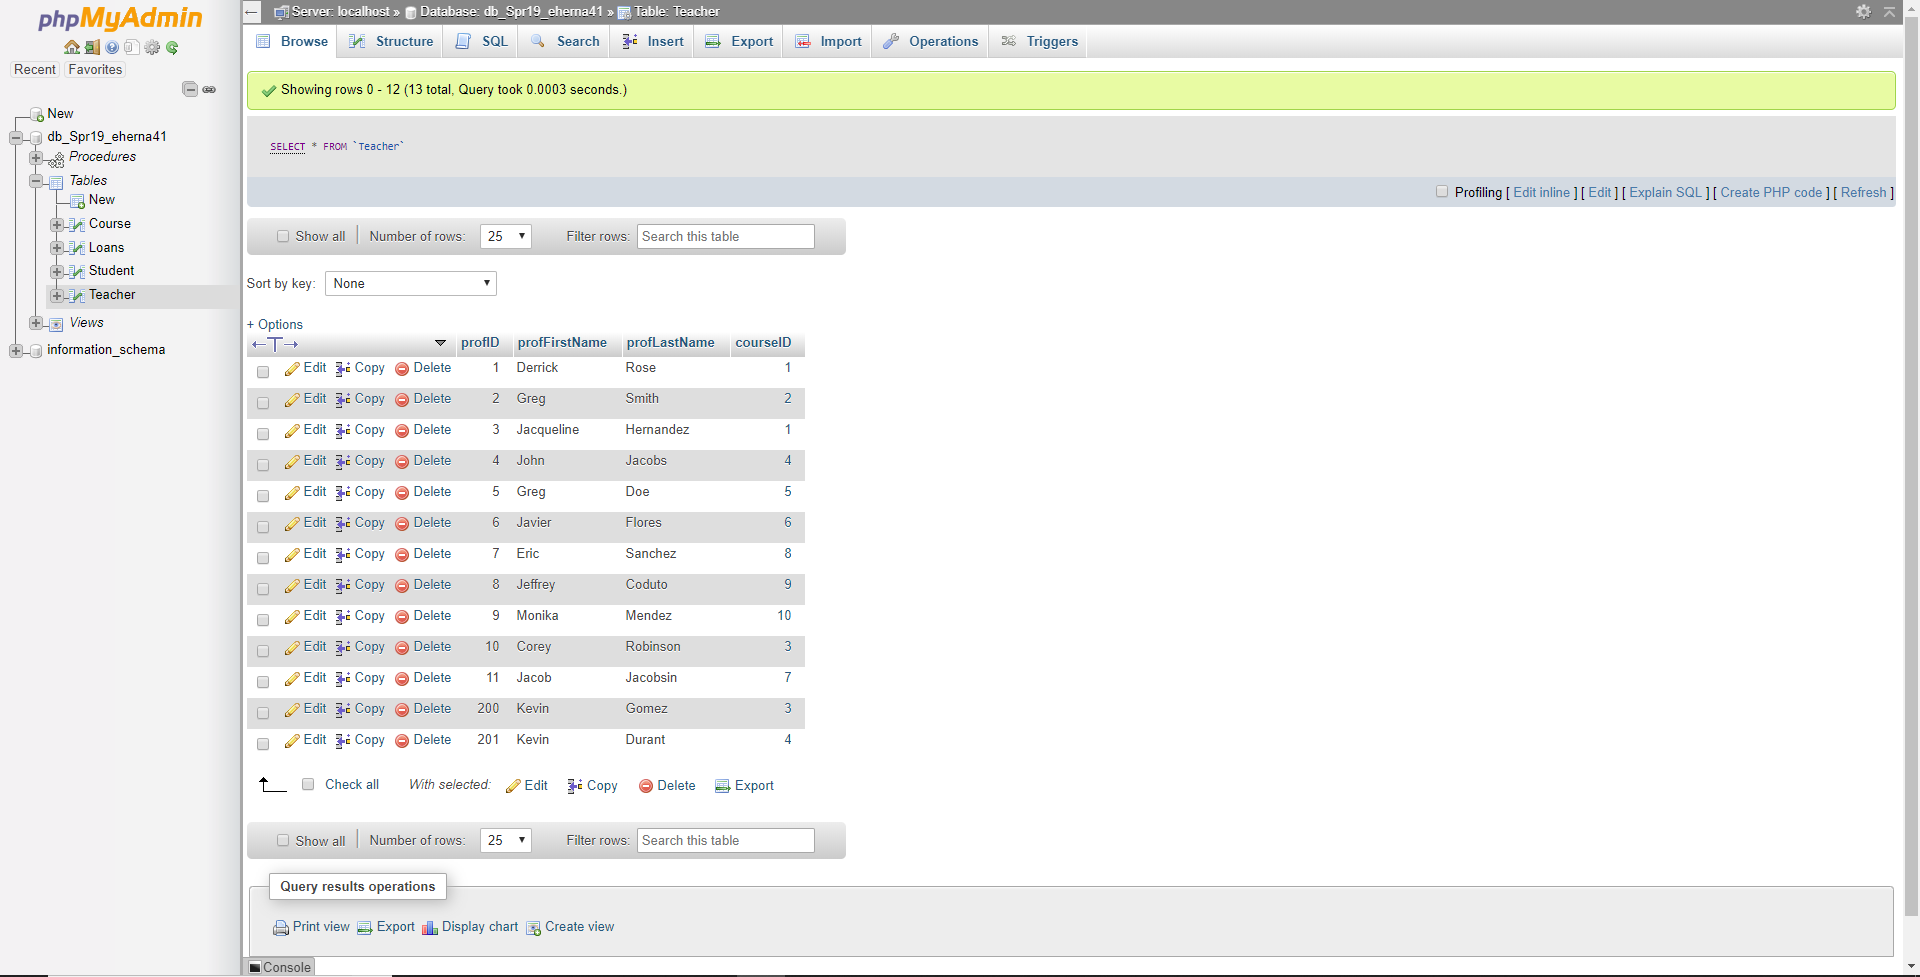 phpMyAdmin
Recent Favorites
New
db_Spr19_eherna41
Procedures
Tables
New
Course
Loans
Student
Teacher
Views
information_schema
Server: localhost » Database: db_Spr19_eherna41 » Table: Teacher
Browse Structure SQL Search Insert Export Import Operations Triggers
Showing rows 0 - 12 (13 total, Query took 0.0003 seconds.)
SELECT * FROM `Teacher`
Profiling [ Edit inline ] [ Edit ] [ Explain SQL ] [ Create PHP code ] [ Refresh ]
Show all Number of rows: 25 Filter rows: Search this table
Sort by key: None
+ Options
←T→ profID profFirstName profLastName courseID
Edit Copy Delete 1 Derrick Rose 1
Edit Copy Delete 2 Greg Smith 2
Edit Copy Delete 3 Jacqueline Hernandez 1
Edit Copy Delete 4 John Jacobs 4
Edit Copy Delete 5 Greg Doe 5
Edit Copy Delete 6 Javier Flores 6
Edit Copy Delete 7 Eric Sanchez 8
Edit Copy Delete 8 Jeffrey Coduto 9
Edit Copy Delete 9 Monika Mendez 10
Edit Copy Delete 10 Corey Robinson 3
Edit Copy Delete 11 Jacob Jacobsin 7
Edit Copy Delete 200 Kevin Gomez 3
Edit Copy Delete 201 Kevin Durant 4
Check all With selected: Edit Copy Delete Export
Show all Number of rows: 25 Filter rows: Search this table
Query results operations
Print view Export Display chart Create view
Console